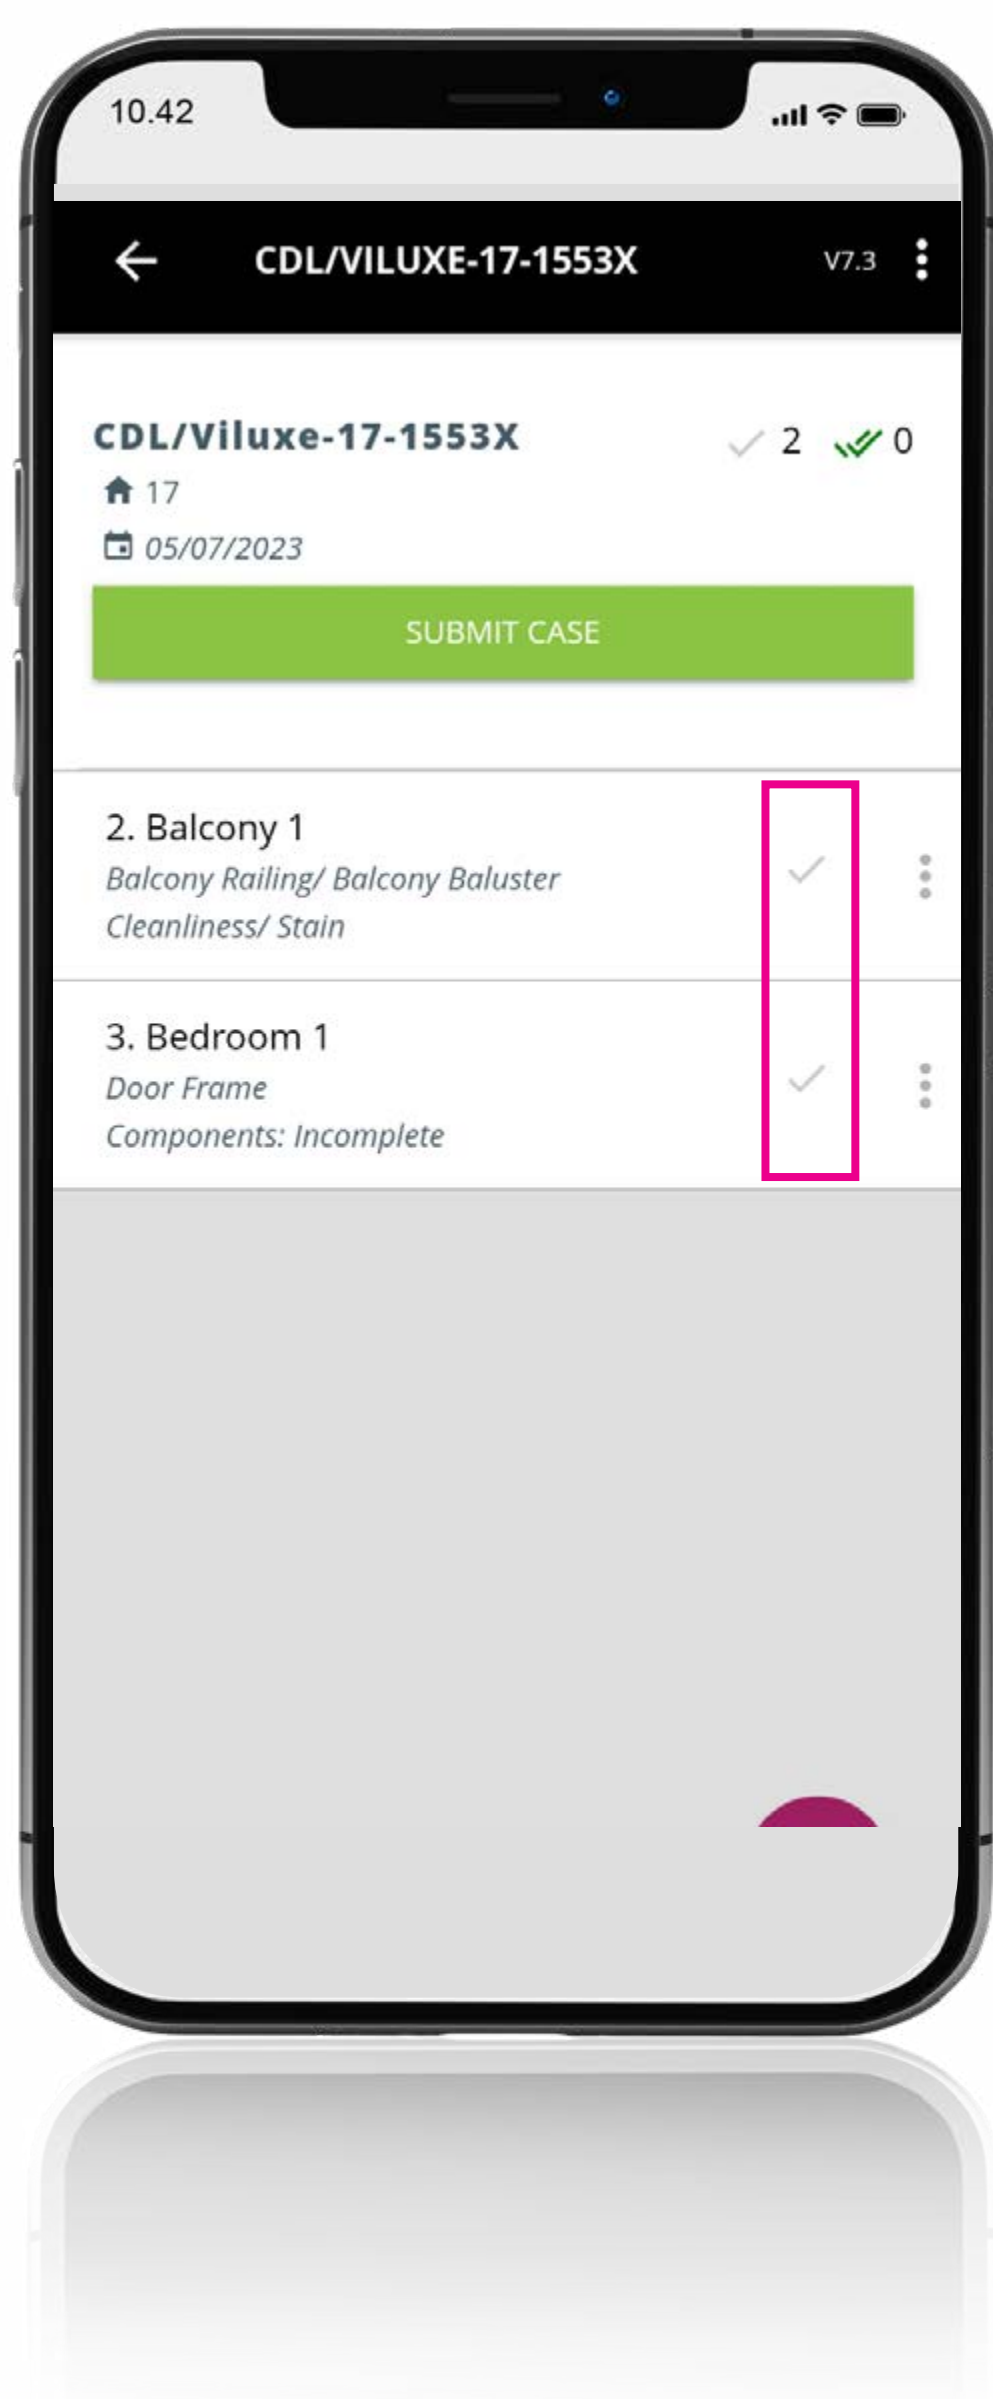 10.42
CDL/VILUXE-17-1553X V7.3
CDL/Viluxe-17-1553X 2 0
17
05/07/2023
SUBMIT CASE
2. Balcony 1
Balcony Railing/ Balcony Baluster
Cleanliness/ Stain
3. Bedroom 1
Door Frame
Components: Incomplete